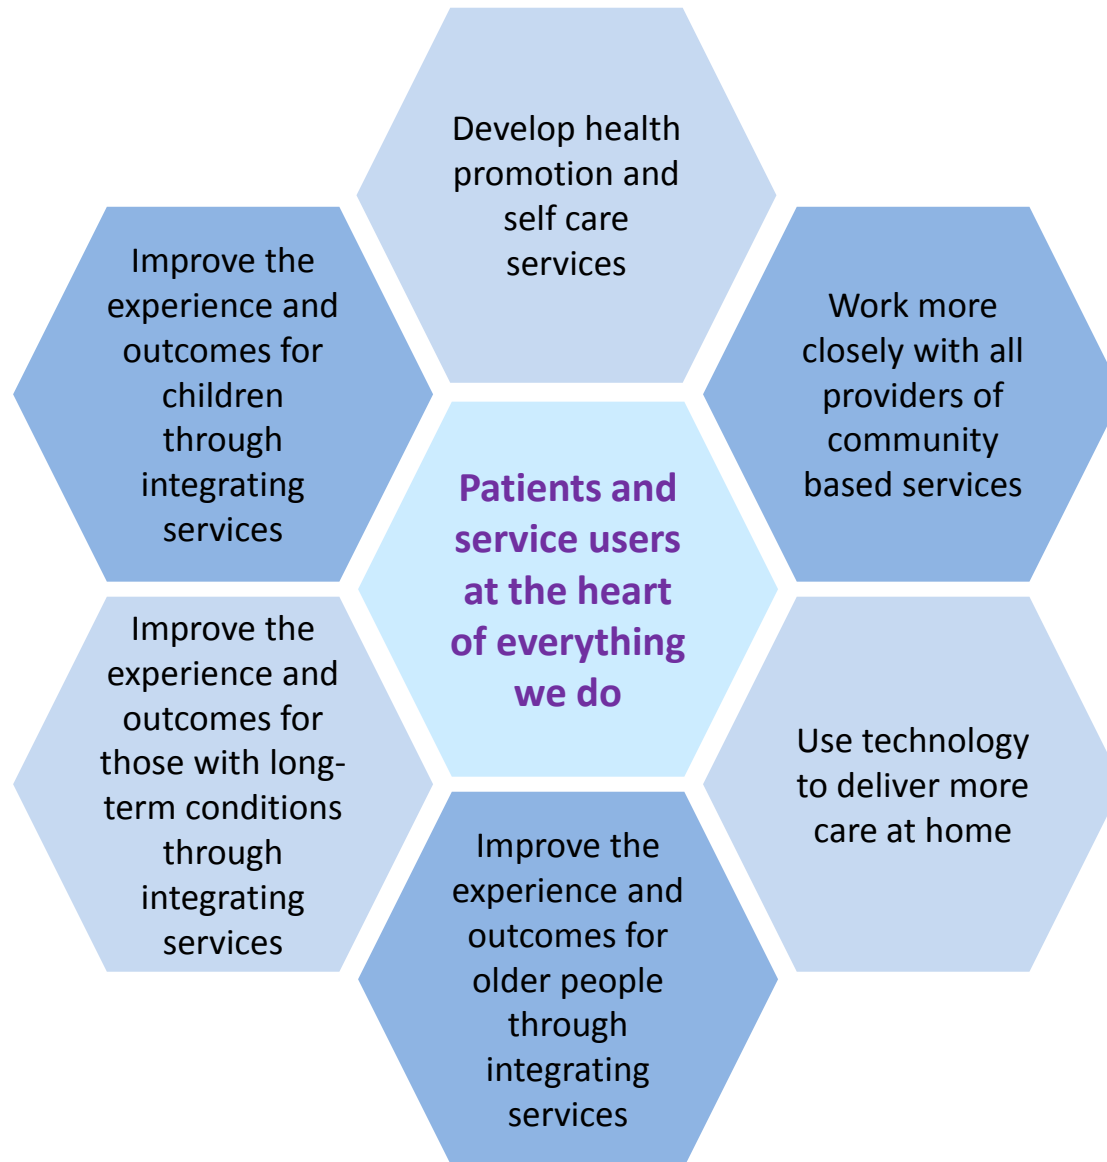 Develop health
promotion and
self care
services
Improve the
experience and
outcomes for
children
through
integrating
services
Work more
closely with all
providers of
community
based services
Patients and
service users
at the heart
of everything
we do
Improve the
experience and
outcomes for
those with long-
term conditions
through
integrating
services
Use technology
to deliver more
care at home
Improve the
experience and
outcomes for
older people
through
integrating
services